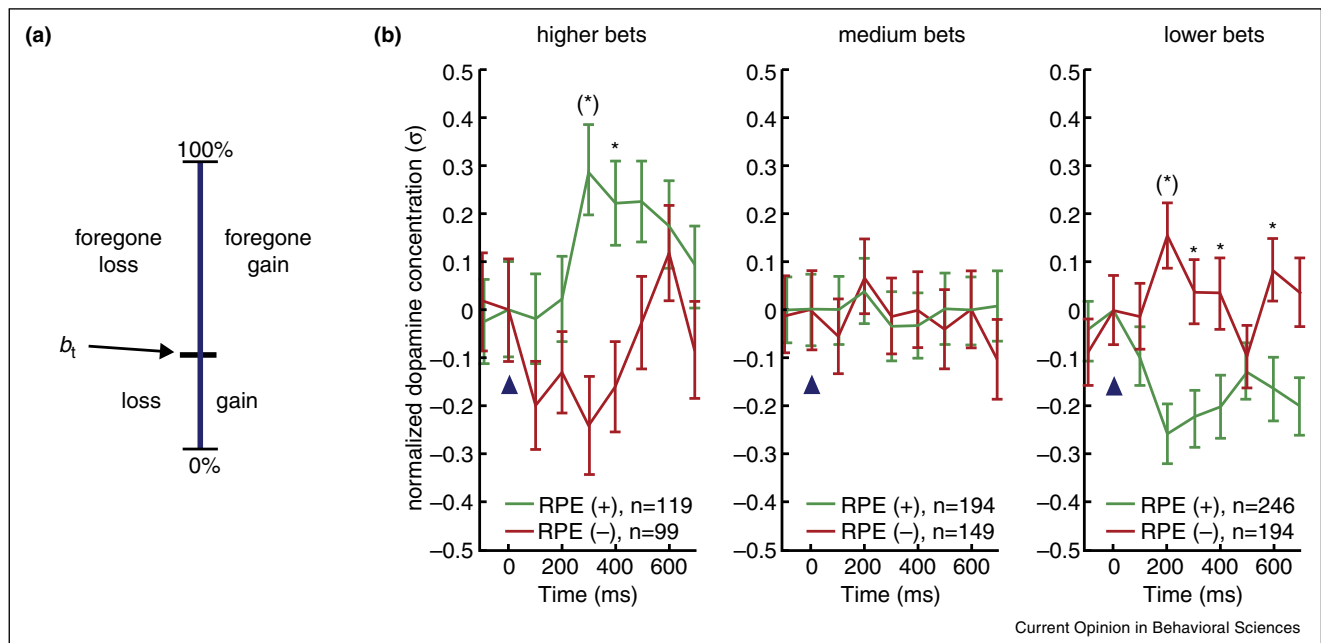 (a)
100%
foregone
loss
foregone
gain
b_t
loss
gain
0%
(b)
higher bets
medium bets
lower bets
normalized dopamine concentration (σ)
0.5
0.4
0.3
0.2
0.1
0
–0.1
–0.2
–0.3
–0.4
–0.5
(*)
*
RPE (+), n=119
RPE (–), n=99
0
200
400
600
Time (ms)
0.5
0.4
0.3
0.2
0.1
0
–0.1
–0.2
–0.3
–0.4
–0.5
RPE (+), n=194
RPE (–), n=149
0
200
400
600
Time (ms)
0.5
0.4
0.3
0.2
0.1
0
–0.1
–0.2
–0.3
–0.4
–0.5
(*)
*
*
*
RPE (+), n=246
RPE (–), n=194
0
200
400
600
Time (ms)
Current Opinion in Behavioral Sciences